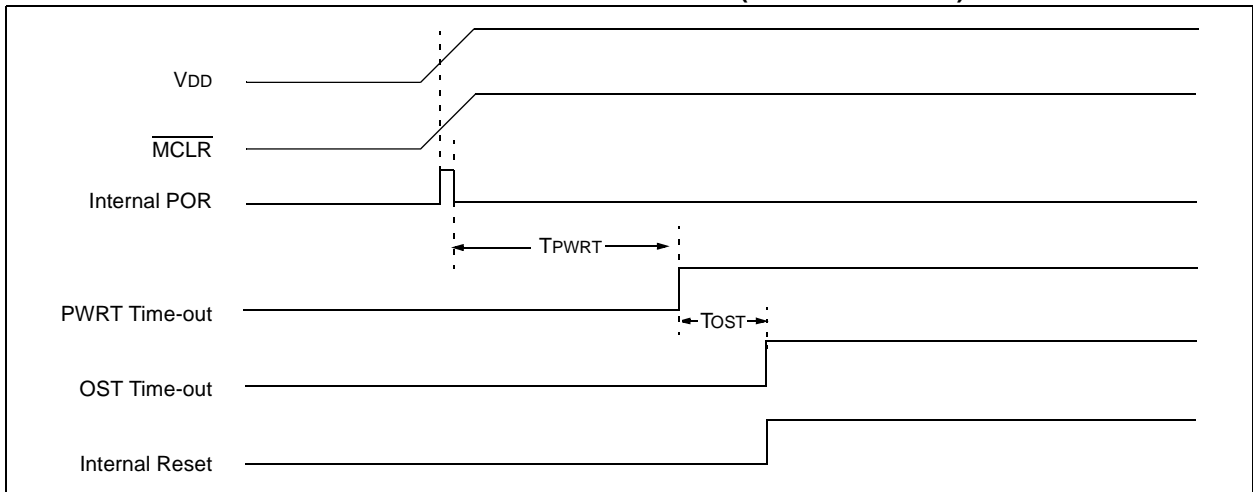 VDD
MCLR
Internal POR
TPWRT
PWRT Time-out
TOST
OST Time-out
Internal Reset